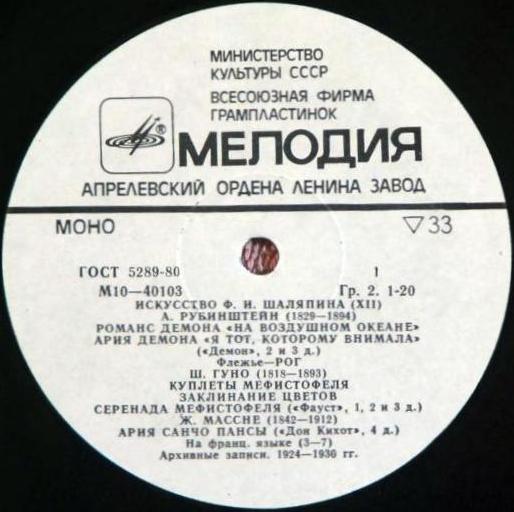 МИНИСТЕРСТВО
КУЛЬТУРЫ СССР
ВСЕСОЮЗНАЯ ФИРМА
ГРАМПЛАСТИНОК
®
МЕЛОДИЯ
АПРЕЛЕВСКИЙ ОРДЕНА ЛЕНИНА ЗАВОД
МОНО ▽33
ГОСТ 5289-80 1
М10—40103 Гр. 2. 1-20
ИСКУССТВО Ф. И. ШАЛЯПИНА (XII)
А. РУБИНШТЕЙН (1829—1894)
РОМАНС ДЕМОНА «НА ВОЗДУШНОМ ОКЕАНЕ»
АРИЯ ДЕМОНА «Я ТОТ, КОТОРОМУ ВНИМАЛА»
(«Демон», 2 и 3 д.)
Флежье—РОГ
Ш. ГУНО (1818—1893)
КУПЛЕТЫ МЕФИСТОФЕЛЯ
ЗАКЛИНАНИЕ ЦВЕТОВ
СЕРЕНАДА МЕФИСТОФЕЛЯ («Фауст», 1, 2 и 3 д.)
Ж. МАССНЕ (1842—1912)
АРИЯ САНЧО ПАНСЫ («Дон Кихот», 4 д.)
На франц. языке (3—7)
Архивные записи. 1924—1930 гг.